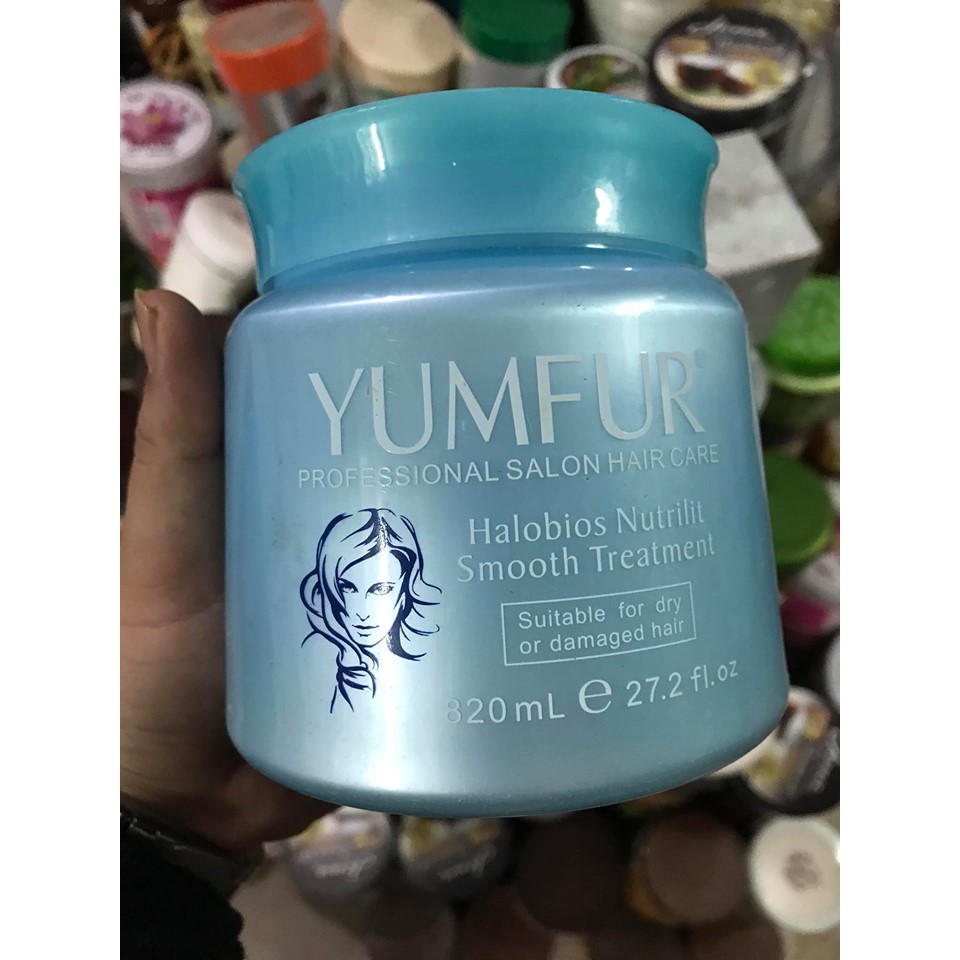 YUMFUR®
PROFESSIONAL SALON HAIR CARE
Halobios Nutrilit
Smooth Treatment
Suitable for dry
or damaged hair
820mL ℮ 27.2 fl.oz